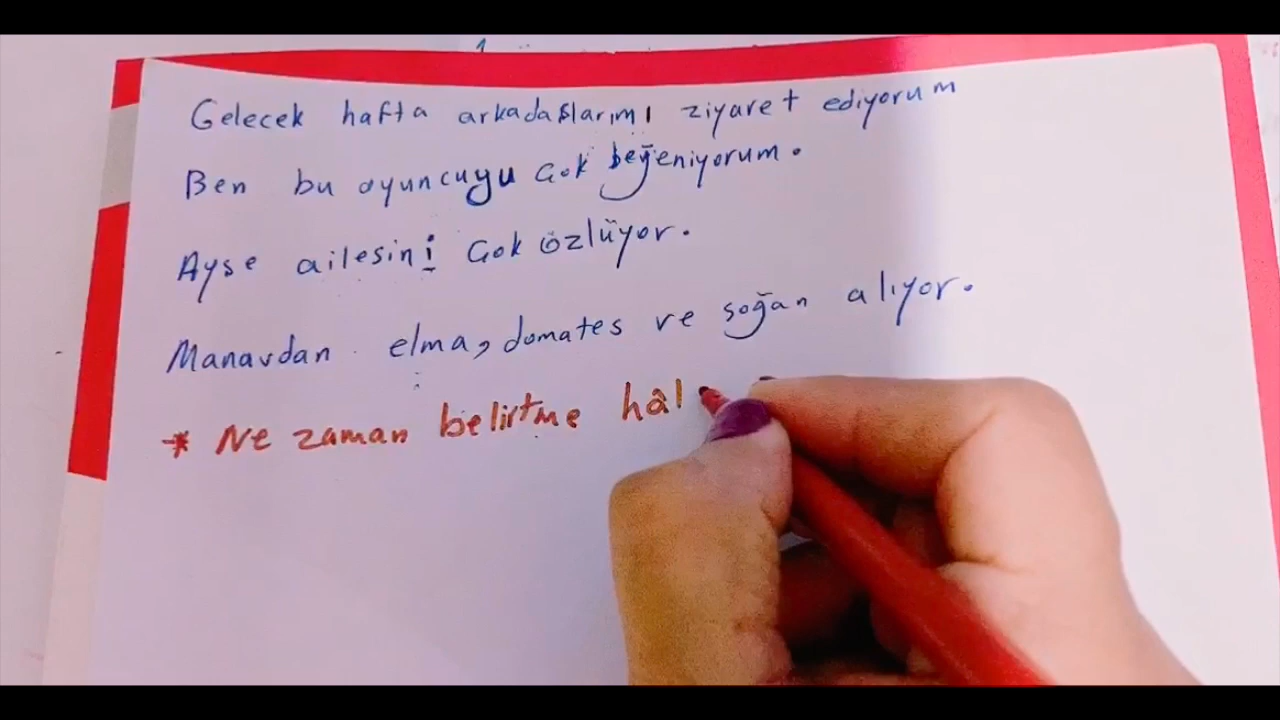 Gelecek hafta arkadaşlarımı ziyaret ediyorum
Ben bu oyuncuyu çok beğeniyorum.
Ayşe ailesini çok özlüyor.
Manavdan elma, domates ve soğan alıyor.
* Ne zaman belirtme hâl